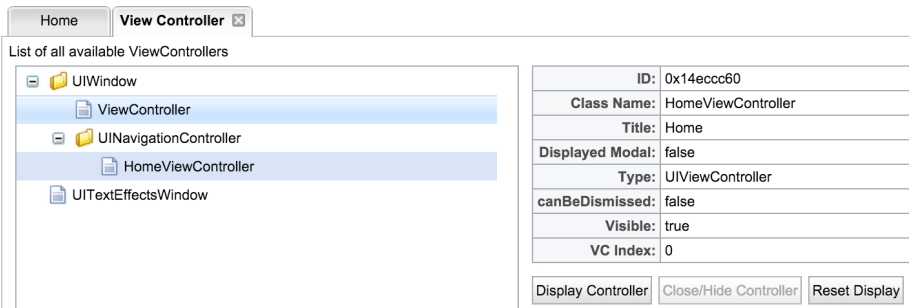 Home
View Controller
List of all available ViewControllers
UIWindow
ViewController
UINavigationController
HomeViewController
UITextEffectsWindow
ID: 0x14eccc60
Class Name: HomeViewController
Title: Home
Displayed Modal: false
Type: UIViewController
canBeDismissed: false
Visible: true
VC Index: 0
Display Controller Close/Hide Controller Reset Display